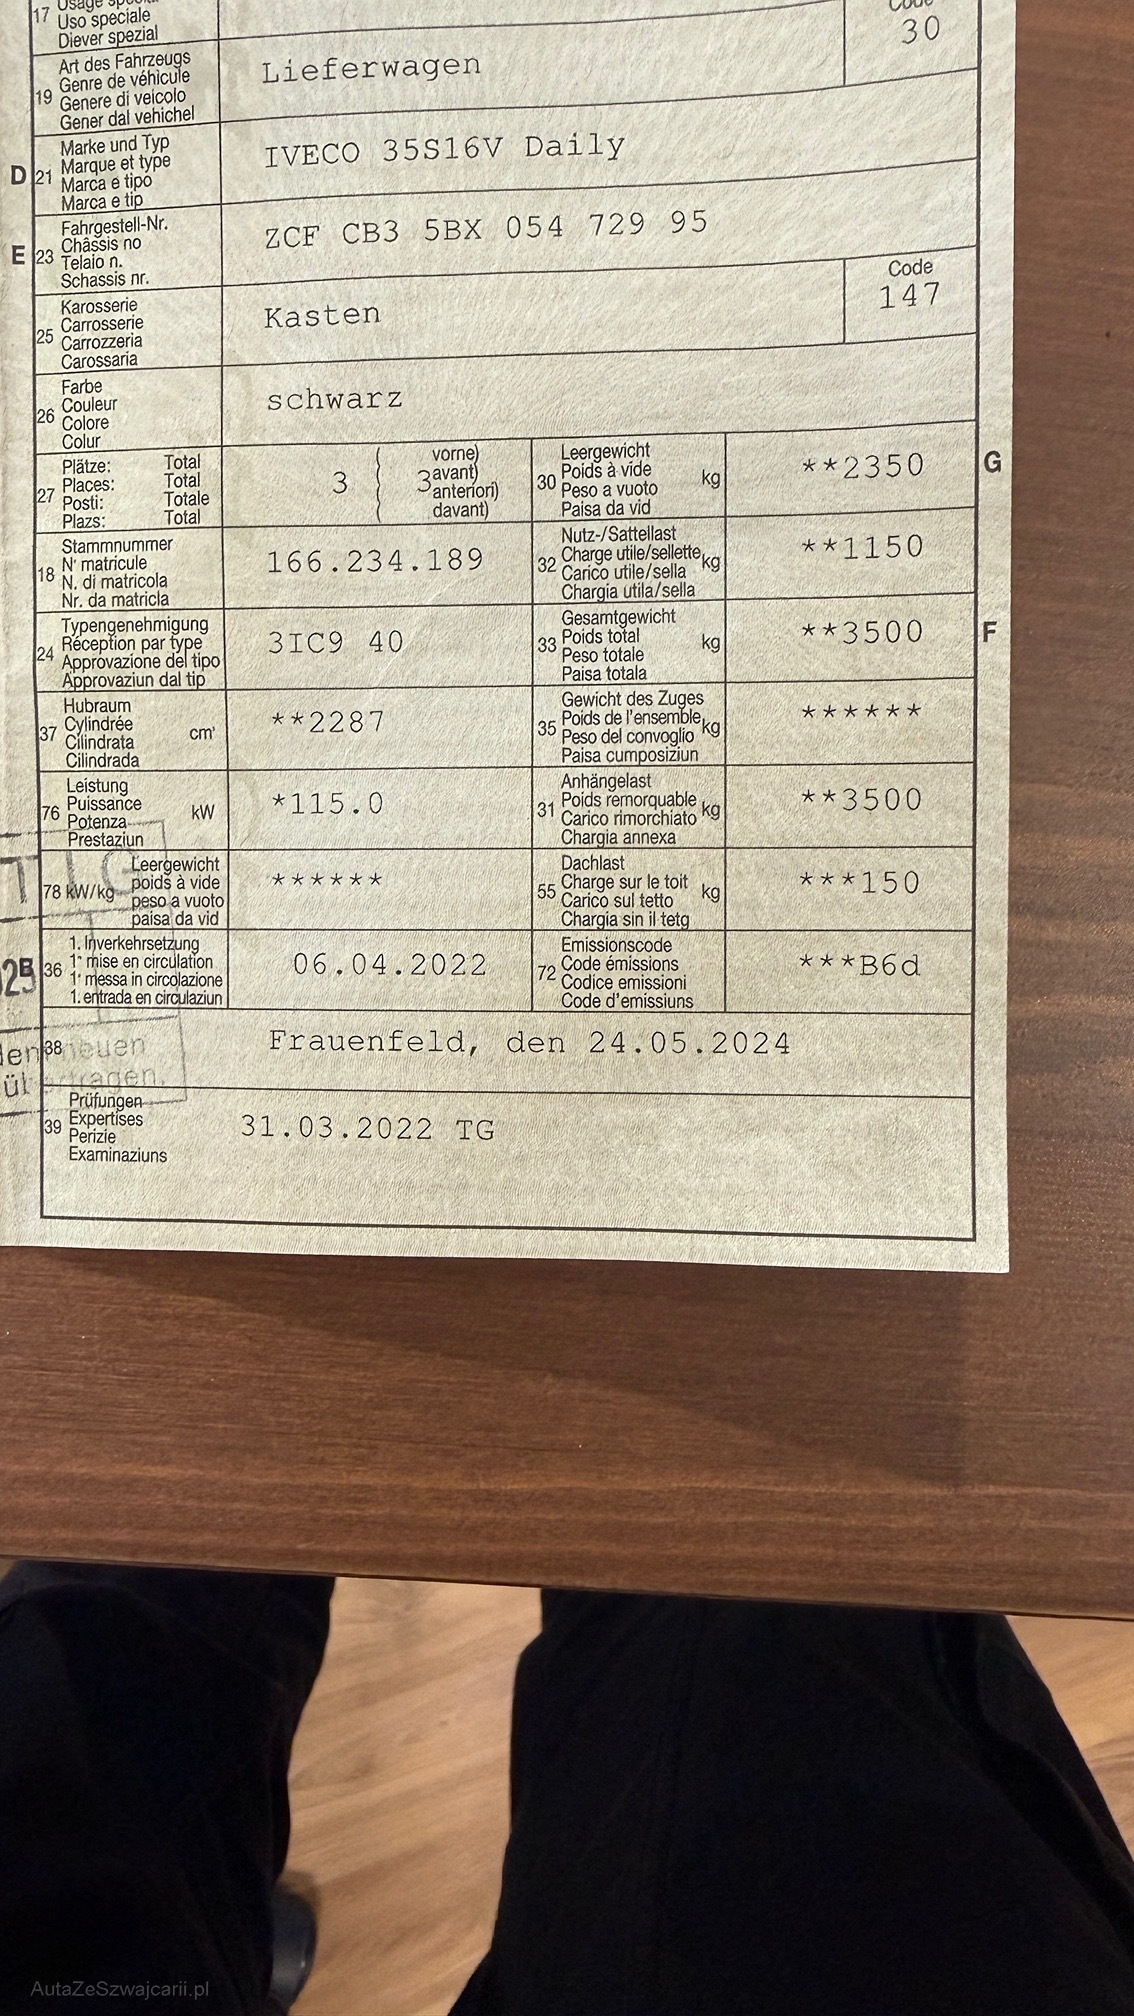 17 Usage
Uso speciale
Diever spezial
Code
30
19 Art des Fahrzeugs
Genre de véhicule
Genere di veicolo
Gener dal vehichel
Lieferwagen
D 21 Marke und Typ
Marque et type
Marca e tipo
Marca e tip
IVECO 35S16V Daily
E 23 Fahrgestell-Nr.
Châssis no
Telaio n.
Schassis nr.
ZCF CB3 5BX 054 729 95
25 Karosserie
Carrosserie
Carrozzeria
Carossaria
Kasten
Code
147
26 Farbe
Couleur
Colore
Colur
schwarz
27 Plätze: Total
Places: Total
Posti: Totale
Plazs: Total
3
3 vorne)
avant)
anteriori)
davant)
30 Leergewicht
Poids à vide
Peso a vuoto
Paisa da vid
kg
**2350
G
18 Stammnummer
N° matricule
N. di matricola
Nr. da matricla
166.234.189
32 Nutz-/Sattellast
Charge utile/sellette
Carico utile/sella
Chargia utila/sella
kg
**1150
24 Typengenehmigung
Réception par type
Approvazione del tipo
Approvaziun dal tip
3IC9 40
33 Gesamtgewicht
Poids total
Peso totale
Paisa totala
kg
**3500
F
37 Hubraum
Cylindrée
Cilindrata
Cilindrada
cm³
**2287
35 Gewicht des Zuges
Poids de l'ensemble
Peso del convoglio
Paisa cumposiziun
kg
******
76 Leistung
Puissance
Potenza
Prestaziun
kW
*115.0
31 Anhängelast
Poids remorquable
Carico rimorchiato
Chargia annexa
kg
**3500
78 kW/kg Leergewicht
poids à vide
peso a vuoto
paisa da vid
******
55 Dachlast
Charge sur le toit
Carico sul tetto
Chargia sin il tetg
kg
***150
TG
36 1. Inverkehrsetzung
1re mise en circulation
1a messa in circolazione
1. entrada en circulaziun
06.04.2022
72 Emissionscode
Code émissions
Codice emissioni
Code d'emissiuns
***B6d
38
Frauenfeld, den 24.05.2024
neuen
39 Prüfungen
Expertises
Perizie
Examinaziuns
31.03.2022 TG
AutaZeSzwajcarii.pl